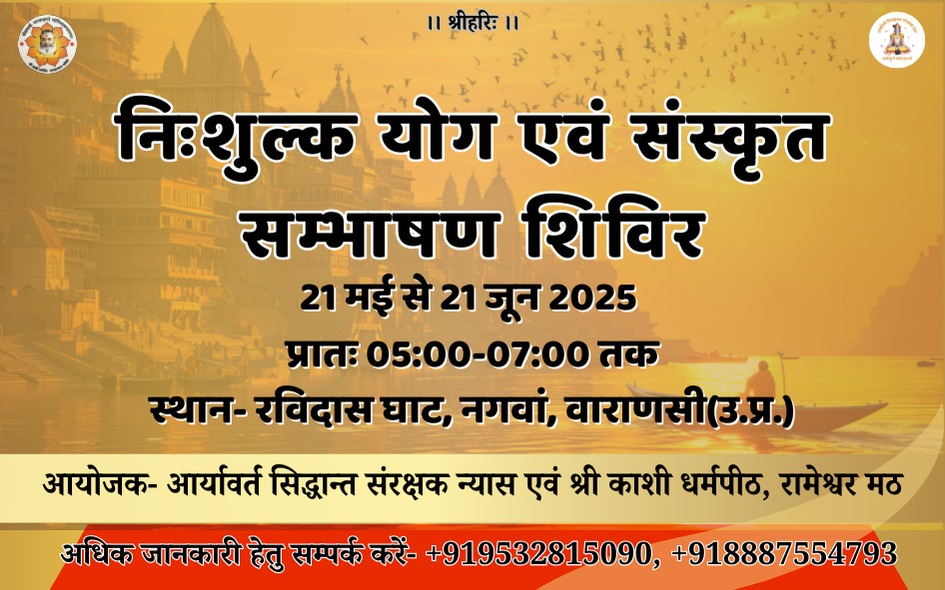 ।। श्रीहरिः ।।
निःशुल्क योग एवं संस्कृत
सम्भाषण शिविर
21 मई से 21 जून 2025
प्रातः 05:00-07:00 तक
स्थान- रविदास घाट, नगवां, वाराणसी(उ.प्र.)
आयोजक- आर्यावर्त सिद्धान्त संरक्षक न्यास एवं श्री काशी धर्मपीठ, रामेश्वर मठ
अधिक जानकारी हेतु सम्पर्क करें- +919532815090, +918887554793